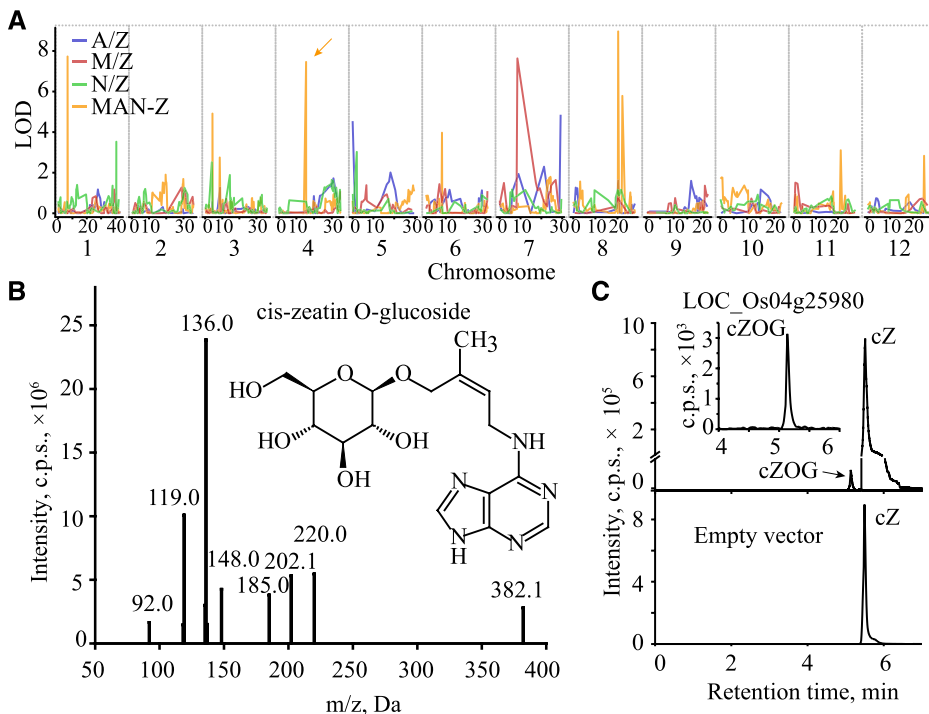 A
A/Z
M/Z
N/Z
MAN-Z
LOD
8
6
4
2
0
0 20 40 0 10 30 0 10 30 0 10 30 0 10 30 0 10 30 0 10 30 0 10 20 0 10 20 0 10 20 0 10 20 0 10 20
1 2 3 4 5 6 7 8 9 10 11 12
Chromosome
B
cis-zeatin O-glucoside
Intensity, c.p.s., ×10⁶
25
20
15
10
5
0
136.0
119.0
148.0
202.1
220.0
185.0
92.0
382.1
CH3
HO
O
O
HO
OH
OH
NH
N
N
N
H
N
50 100 150 200 250 300 350 400
m/z, Da
C
LOC_Os04g25980
Intensity, c.p.s., × 10⁵
10
8
6
4
2
0
cZOG
cZ
c.p.s., ×10³
3
2
1
0
4 5 6
cZOG
Empty vector
cZ
8
4
0
0 2 4 6
Retention time, min